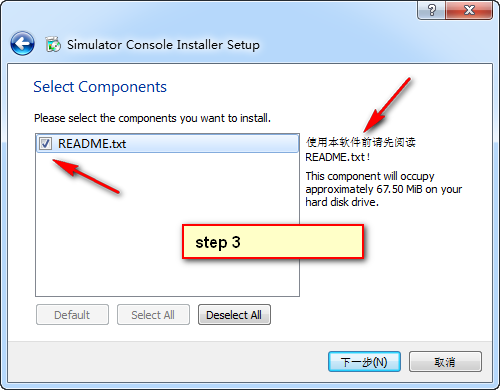 Simulator Console Installer Setup
Select Components
Please select the components you want to install.
README.txt
使用本软件前请先阅读
README.txt！
This component will occupy
approximately 67.50 MiB on your
hard disk drive.
step 3
Default
Select All
Deselect All
下一步(N)
取消